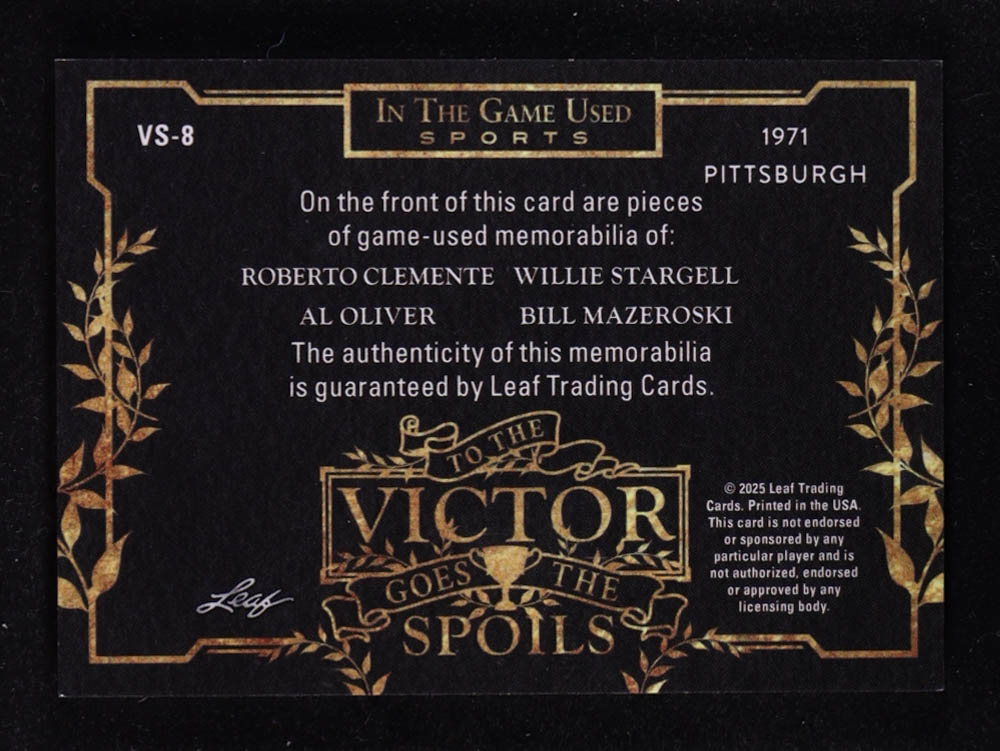 IN THE GAME USED
SPORTS
VS-8
1971
PITTSBURGH
On the front of this card are pieces
of game-used memorabilia of:
ROBERTO CLEMENTE WILLIE STARGELL
AL OLIVER BILL MAZEROSKI
The authenticity of this memorabilia
is guaranteed by Leaf Trading Cards.
TO THE
VICTOR
GOES THE
SPOILS
© 2025 Leaf Trading
Cards. Printed in the USA.
This card is not endorsed
or sponsored by any
particular player and is
not authorized, endorsed
or approved by any
licensing body.
Leaf